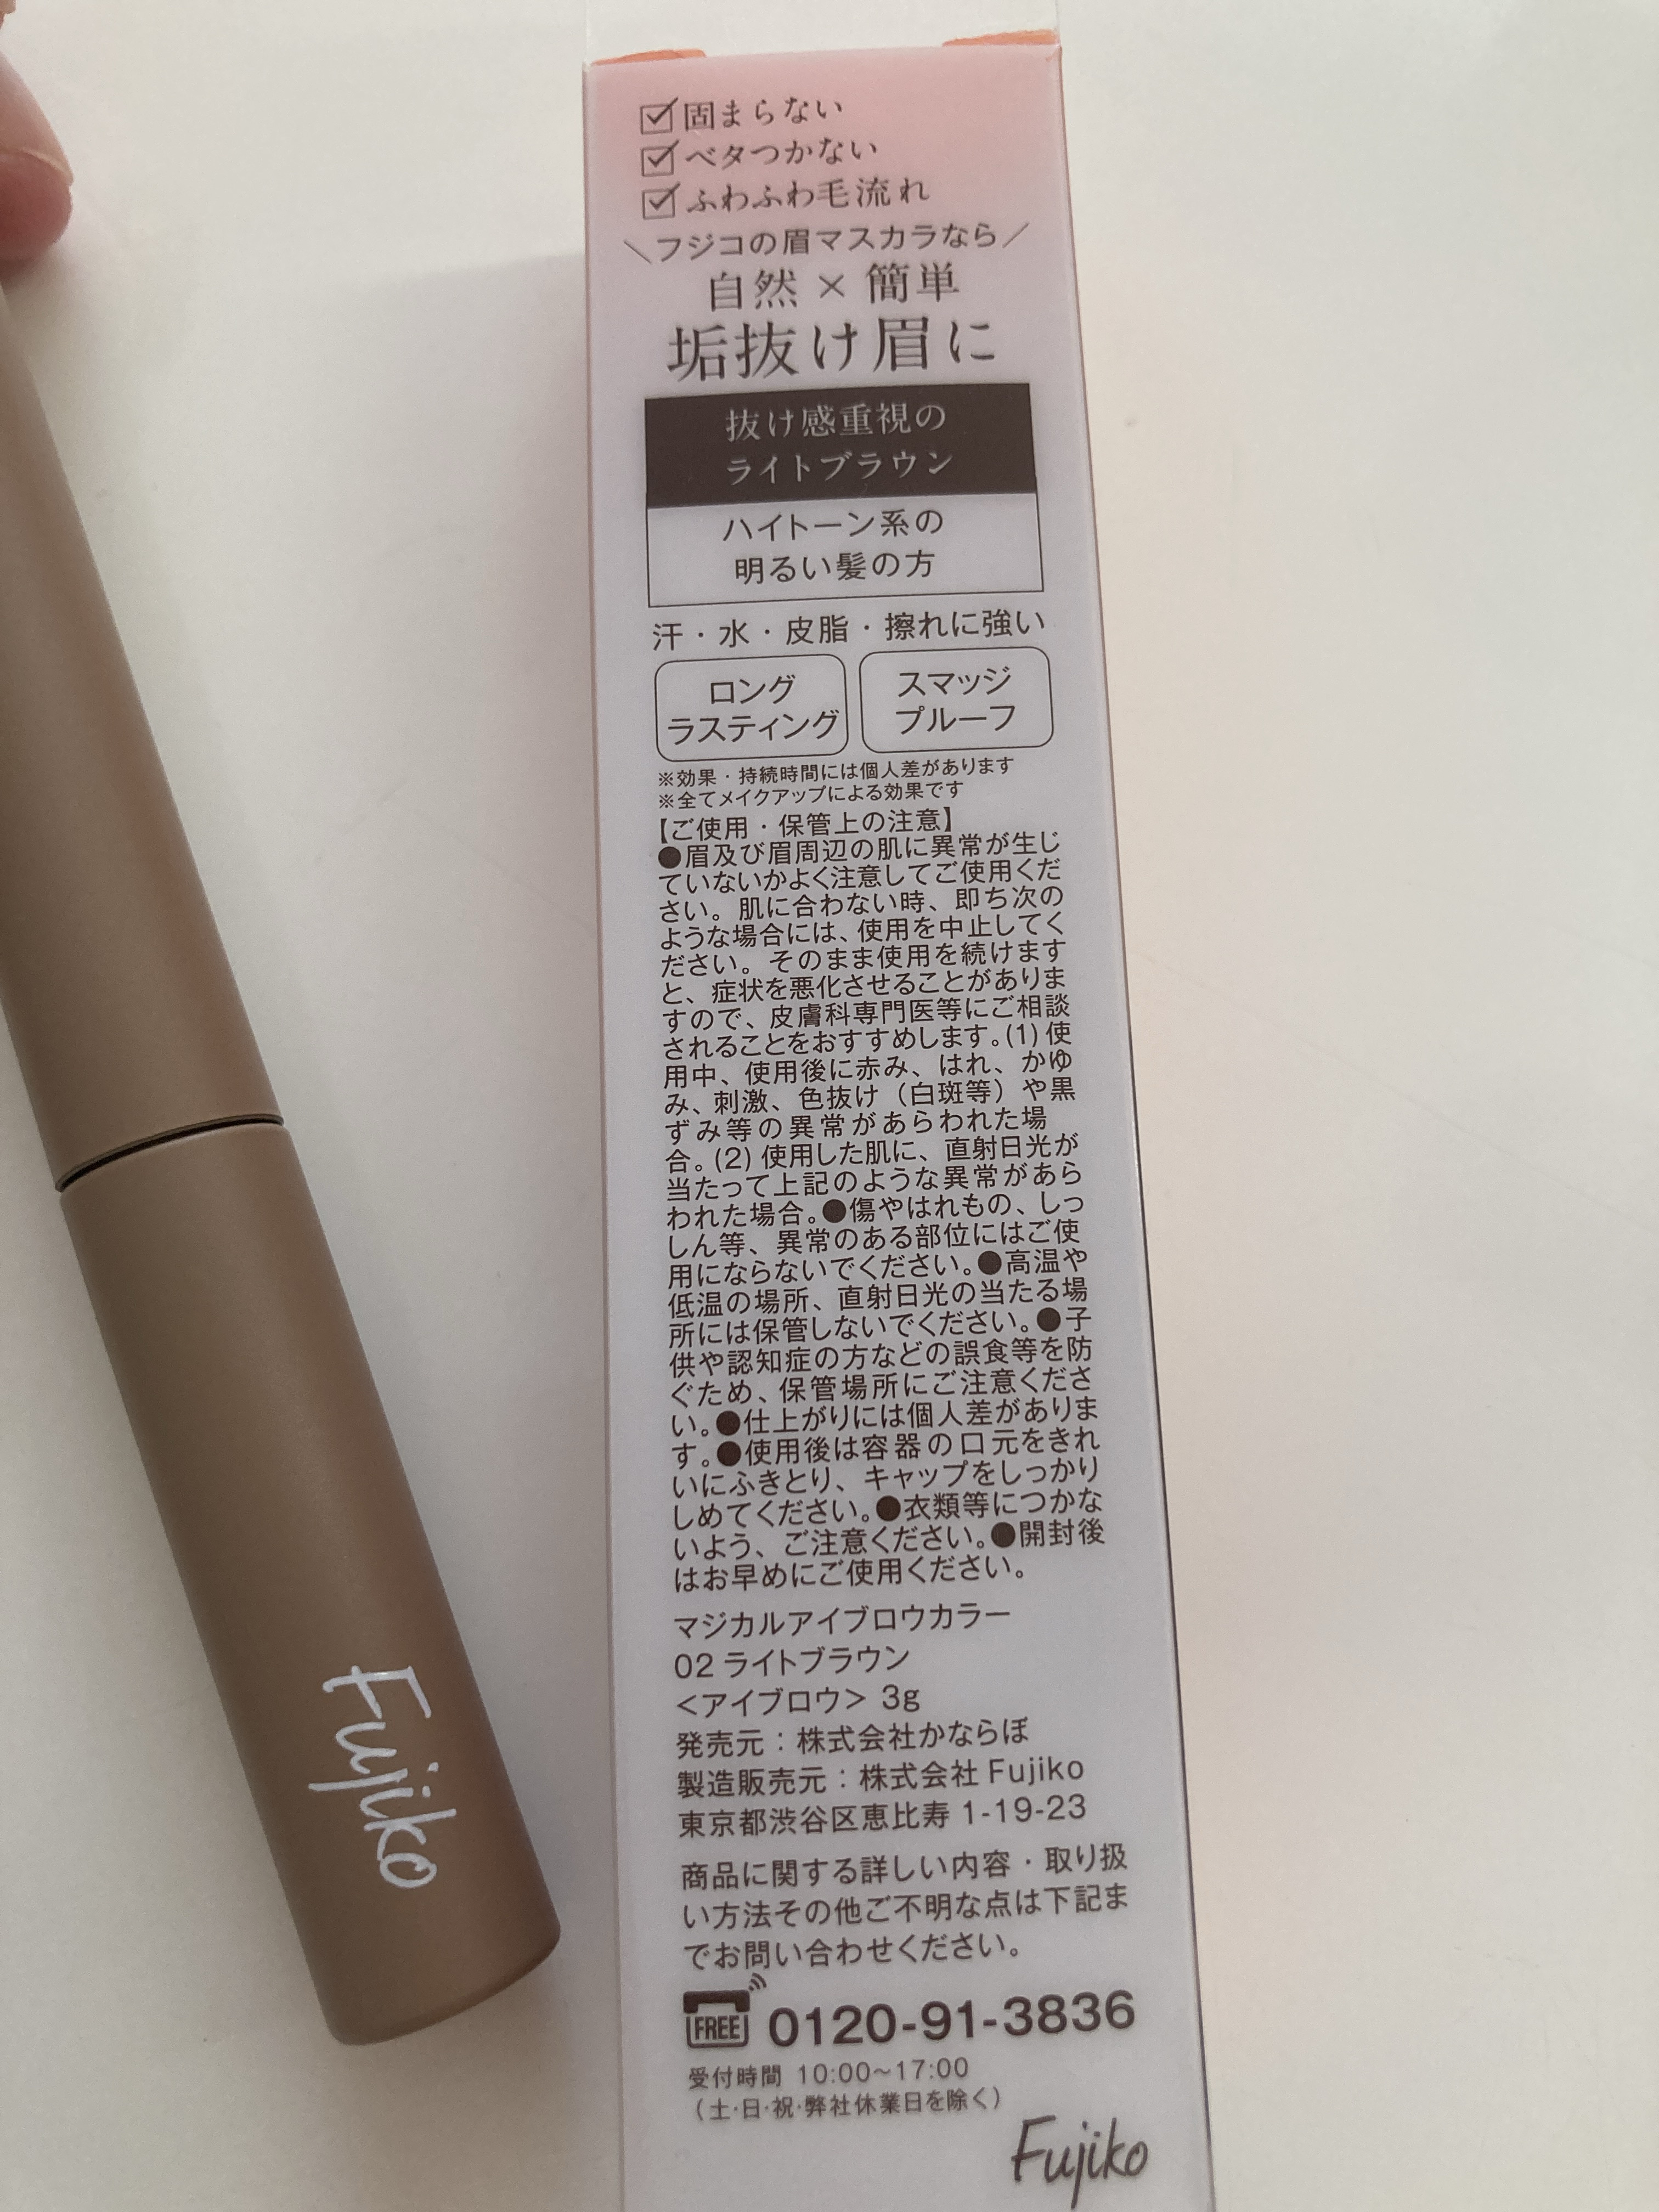 固まらない
ベタつかない
ふわふわ毛流れ
\フジコの眉マスカラなら/
自然×簡単
垢抜け眉に
抜け感重視の
ライトブラウン
ハイトーン系の
明るい髪の方
汗・水・皮脂・擦れに強い
ロング
ラスティング
スマッジ
プルーフ
※効果・持続時間には個人差があります
※全てメイクアップによる効果です
【ご使用・保管上の注意】
●眉及び眉周辺の肌に異常が生じ
ていないかよく注意してご使用くだ
さい。肌に合わない時、即ち次の
ような場合には、使用を中止してく
ださい。そのまま使用を続けます
と、症状を悪化させることがありま
すので、皮膚科専門医等にご相談
されることをおすすめします。(1)使
用中、使用後に赤み、はれ、かゆ
み、刺激、色抜け（白斑等）や黒
ずみ等の異常があらわれた場
合。(2)使用した肌に、直射日光が
当たって上記のような異常があら
われた場合。●傷やはれもの、しっ
しん等、異常のある部位にはご使
用にならないでください。●高温や
低温の場所、直射日光の当たる場
所には保管しないでください。●子
供や認知症の方などの誤食等を防
ぐため、保管場所にご注意くださ
い。●仕上がりには個人差がありま
す。●使用後は容器の口元をきれ
いにふきとり、キャップをしっかり
しめてください。●衣類等につかな
いよう、ご注意ください。●開封後
はお早めにご使用ください。
マジカルアイブロウカラー
02 ライトブラウン
＜アイブロウ＞ 3g
発売元：株式会社かならぼ
製造販売元：株式会社 Fujiko
東京都渋谷区恵比寿 1-19-23
商品に関する詳しい内容・取り扱
い方法その他ご不明な点は下記ま
でお問い合わせください。
FREE 0120-91-3836
受付時間 10:00～17:00
（土・日・祝・弊社休業日を除く）
Fujiko
Fujiko